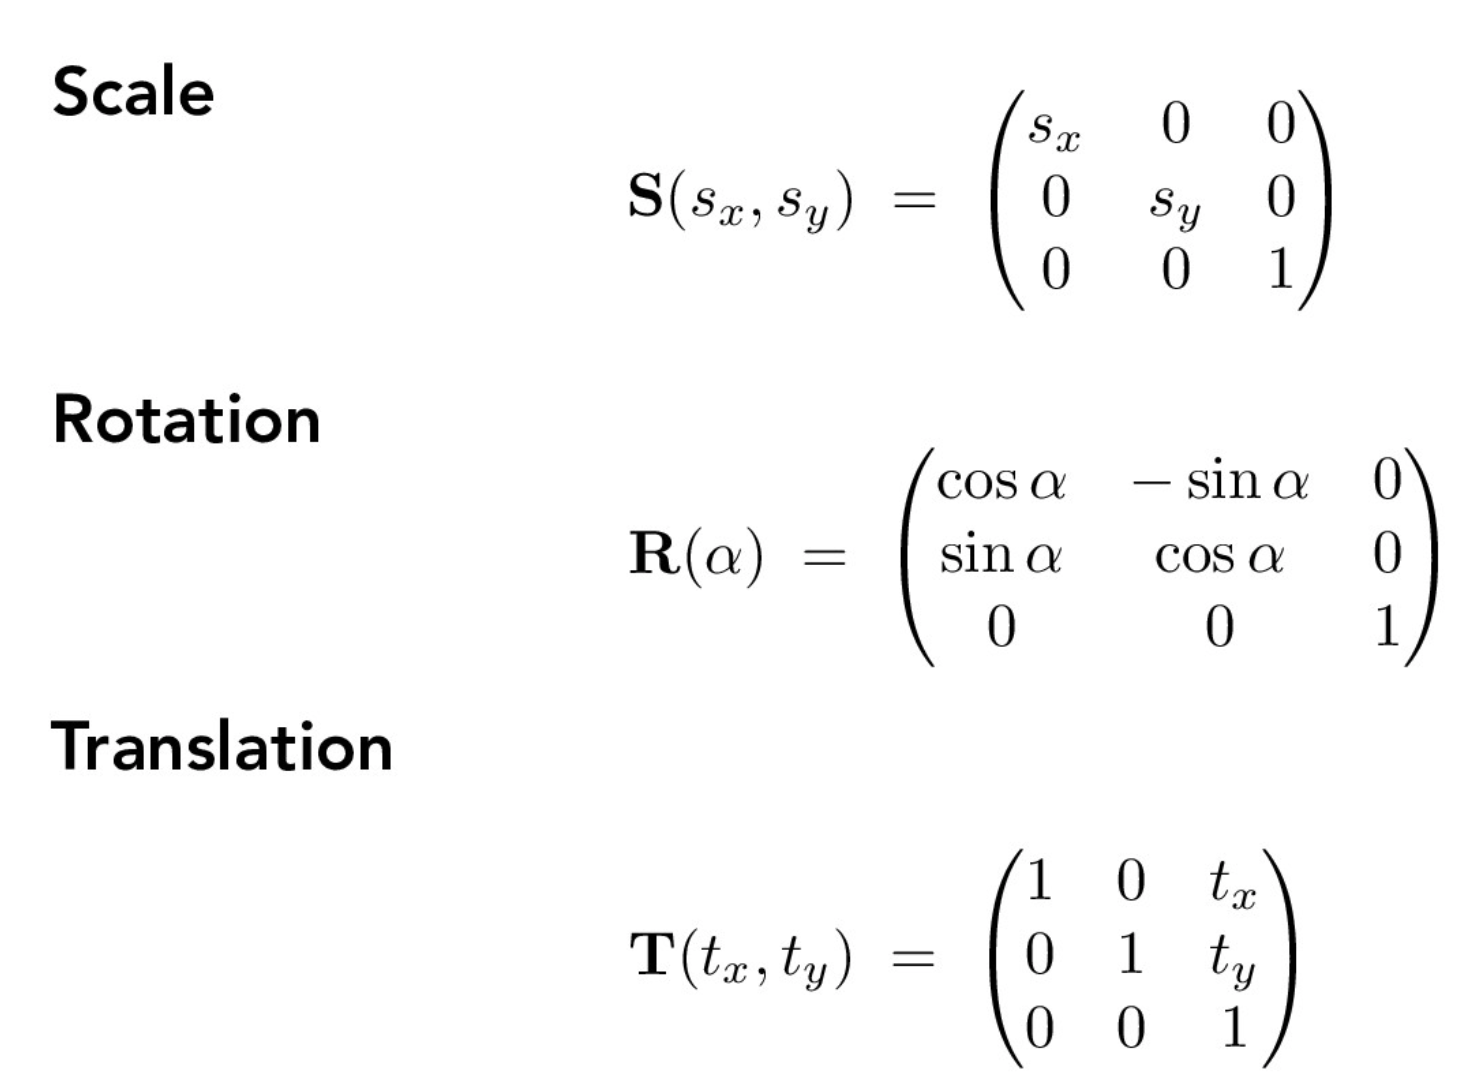 Scale
$$\mathbf{S}(s_x, s_y) \;=\; \begin{pmatrix} s_x & 0 & 0 \\ 0 & s_y & 0 \\ 0 & 0 & 1 \end{pmatrix}$$
Rotation
$$\mathbf{R}(\alpha) \;=\; \begin{pmatrix} \cos\alpha & -\sin\alpha & 0 \\ \sin\alpha & \cos\alpha & 0 \\ 0 & 0 & 1 \end{pmatrix}$$
Translation
$$\mathbf{T}(t_x, t_y) \;=\; \begin{pmatrix} 1 & 0 & t_x \\ 0 & 1 & t_y \\ 0 & 0 & 1 \end{pmatrix}$$